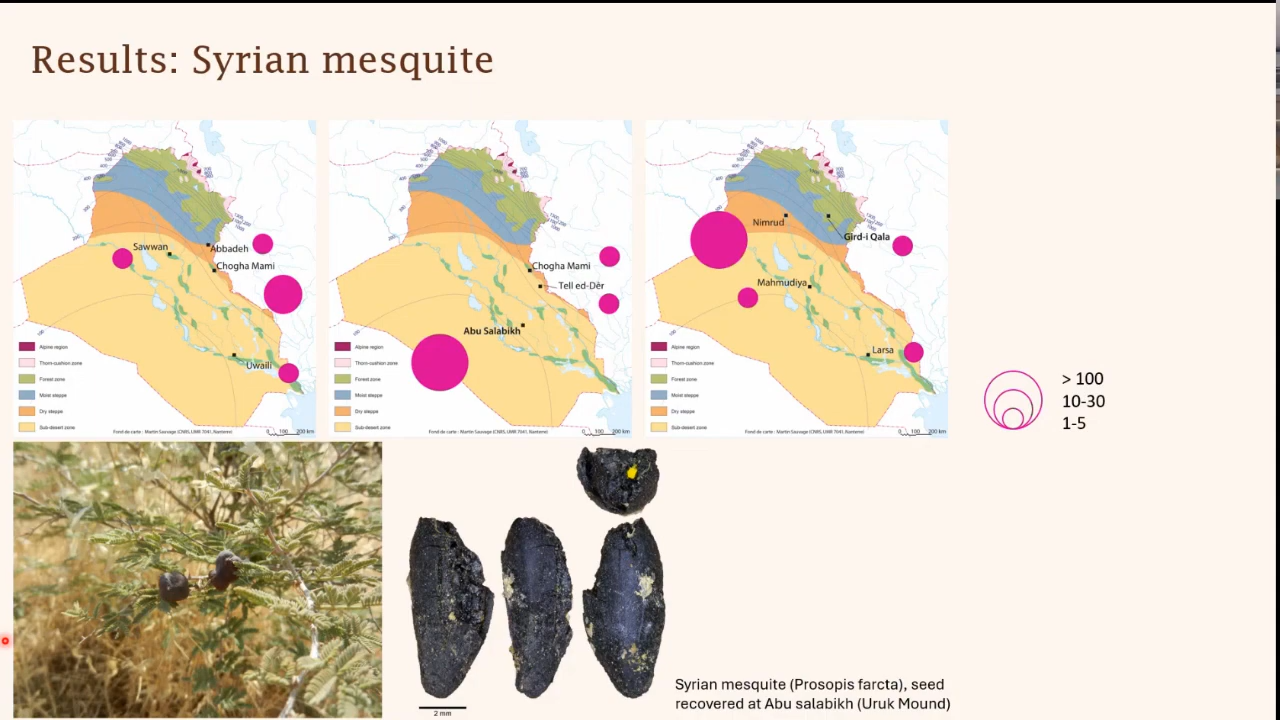 Results: Syrian mesquite
Sawwan
Abbadeh
Chogha Mami
Uwaili
Alpine region
Thorn-cushion zone
Forest zone
Moist steppe
Dry steppe
Sub-desert zone
Fond de carte - Martin Sauvage (CNRS, UMR 7041, Nanterre)
0 100 200 km
Chogha Mami
Tell ed-Dēr
Abu Salabikh
Alpine region
Thorn-cushion zone
Forest zone
Moist steppe
Dry steppe
Sub-desert zone
Fond de carte - Martin Sauvage (CNRS, UMR 7041, Nanterre)
0 100 200 km
Nimrud
Gird-i Qala
Mahmudiya
Larsa
Alpine region
Thorn-cushion zone
Forest zone
Moist steppe
Dry steppe
Sub-desert zone
Fond de carte - Martin Sauvage (CNRS, UMR 7041, Nanterre)
0 100 200 km
> 100
10-30
1-5
2 mm
Syrian mesquite (Prosopis farcta), seed
recovered at Abu salabikh (Uruk Mound)